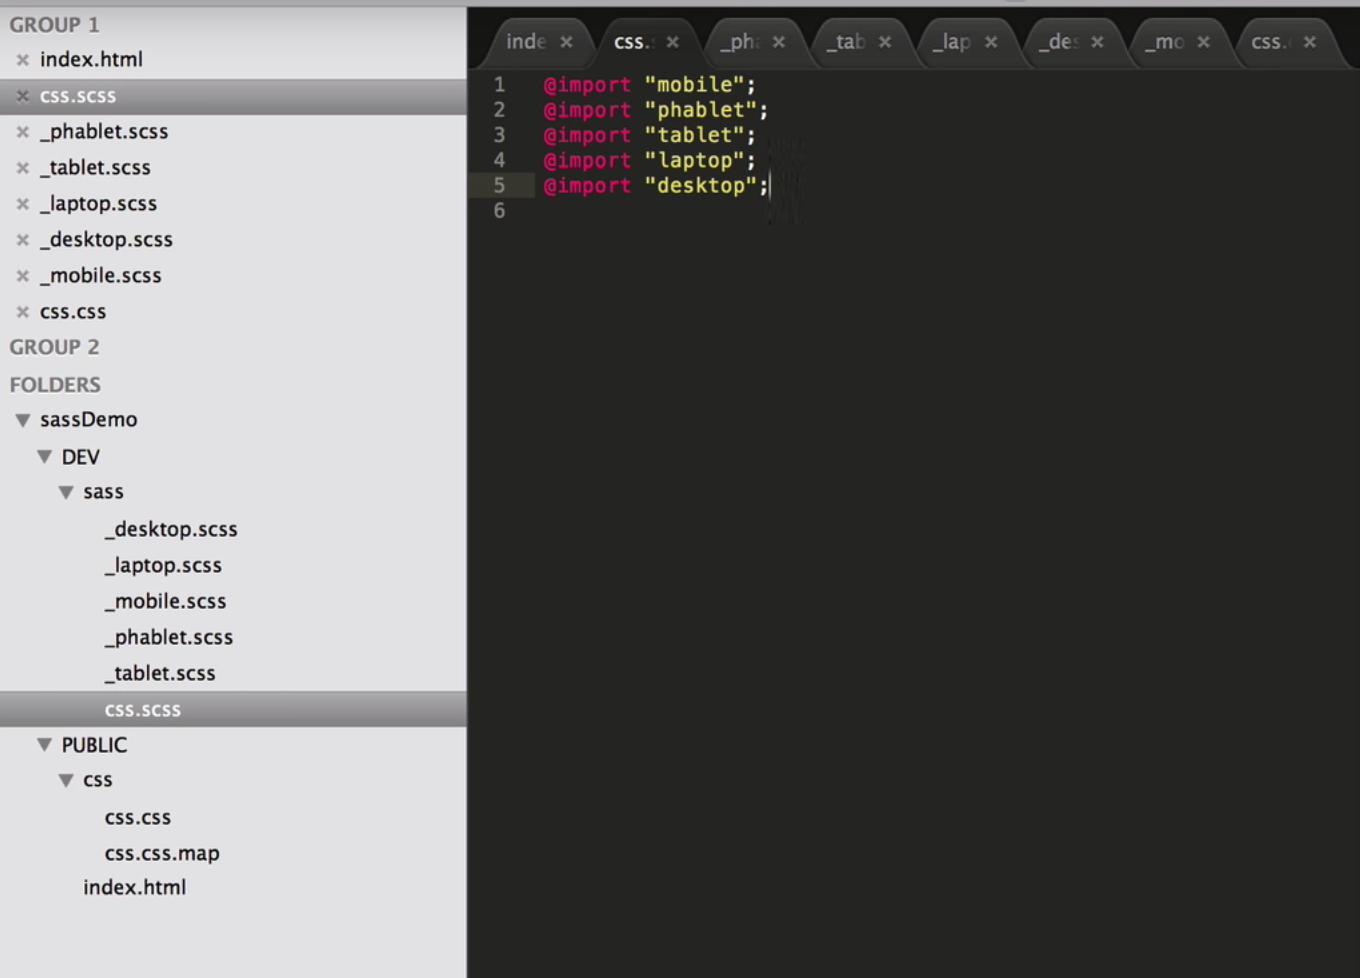 GROUP 1
index.html
css.scss
_phablet.scss
_tablet.scss
_laptop.scss
_desktop.scss
_mobile.scss
css.css
GROUP 2
FOLDERS
sassDemo
DEV
sass
_desktop.scss
_laptop.scss
_mobile.scss
_phablet.scss
_tablet.scss
css.scss
PUBLIC
css
css.css
css.css.map
index.html
inde css. _pha _tab _lap _des _mo css.
1 @import "mobile";
2 @import "phablet";
3 @import "tablet";
4 @import "laptop";
5 @import "desktop";
6